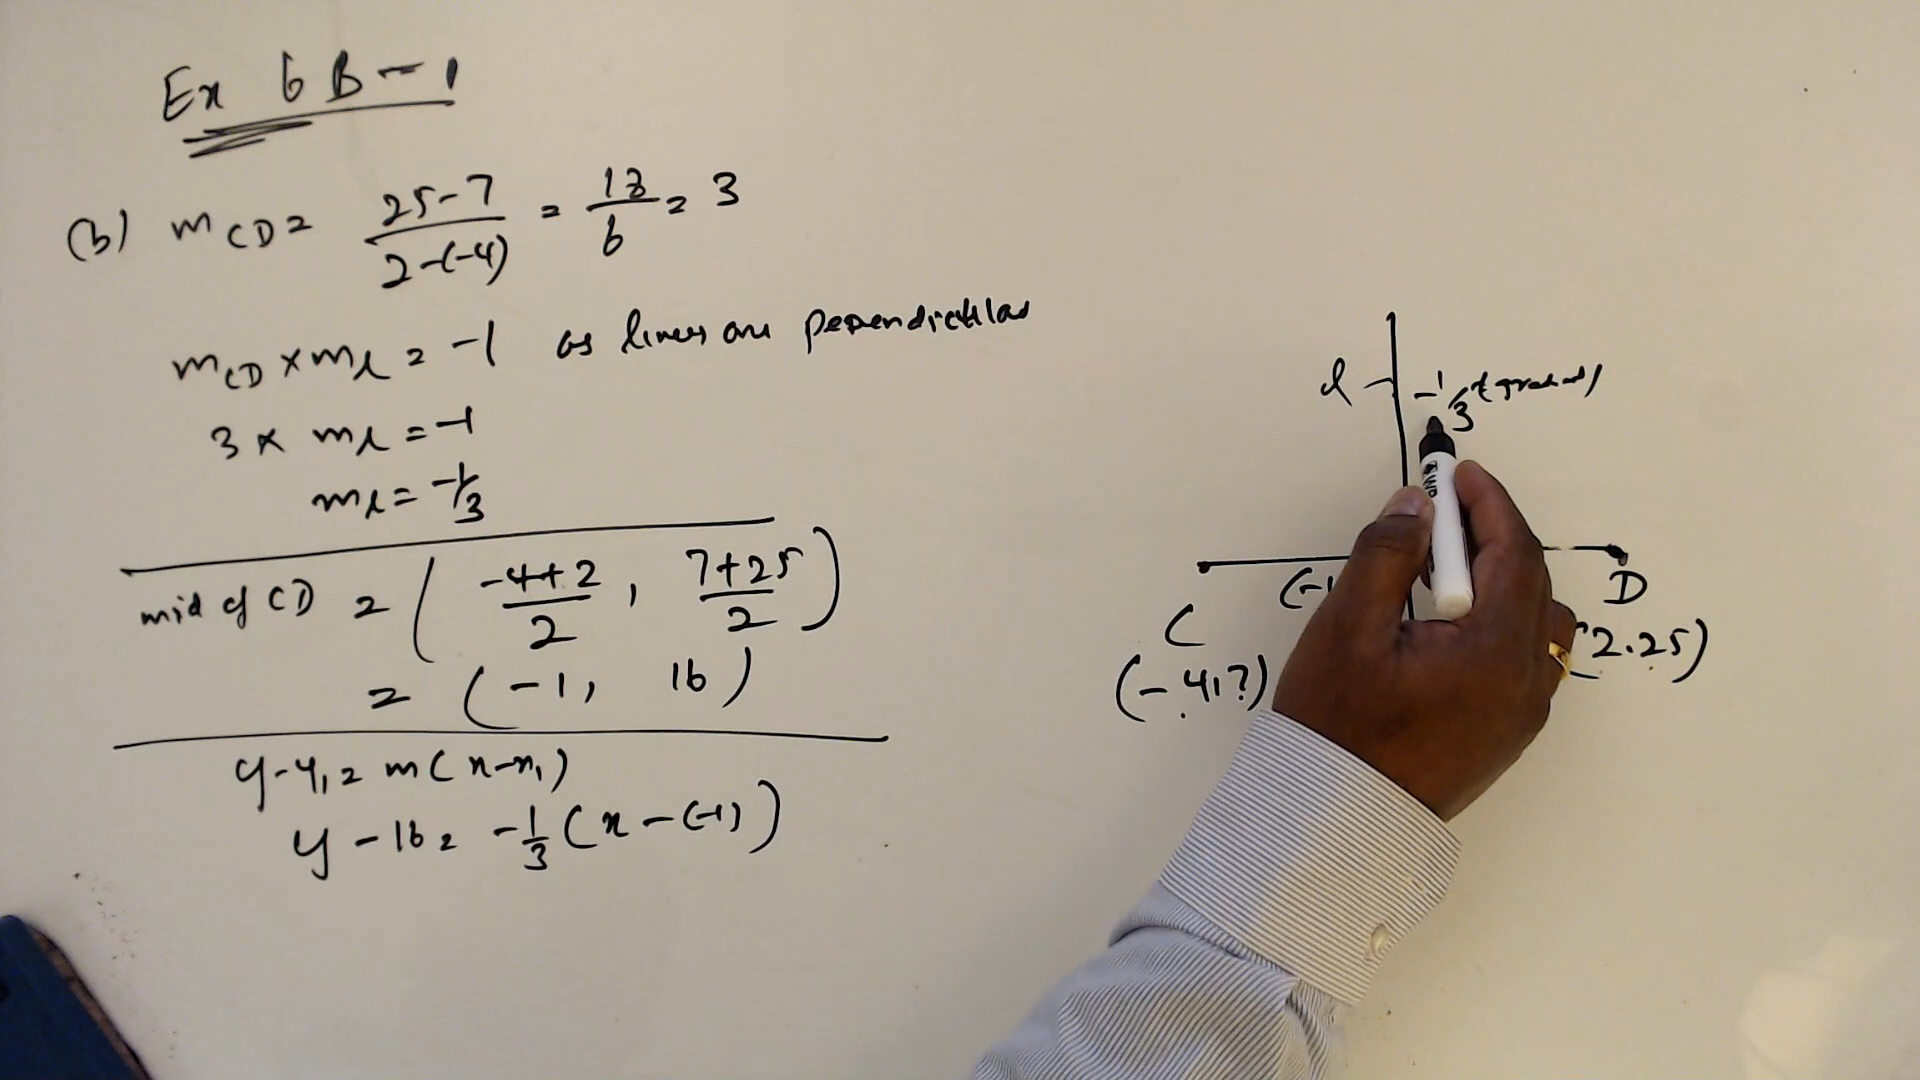 Ex 6B-1
(b) mCD = 25-7 / 2-(-4) = 18/6 = 3
mCD × ml = -1 as lines are perpendicular
3 × ml = -1
ml = -1/3
mid of CD = ( -4+2 / 2 , 7+25 / 2 )
= (-1, 16)
y-y1 = m(x-x1)
y-16 = -1/3 (x-(-1))
l -1/3 (gradient)
(-1
C D
(-4,7) (2.25)